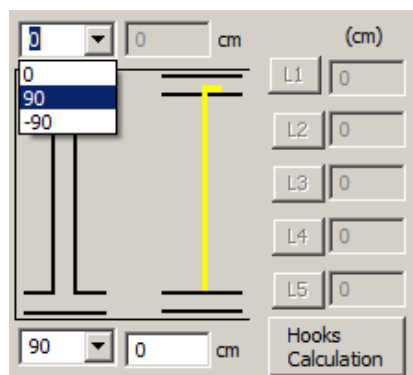 0 0 cm (cm)
0
90
-90
L1 0
L2 0
L3 0
L4 0
L5 0
90 0 cm
Hooks
Calculation